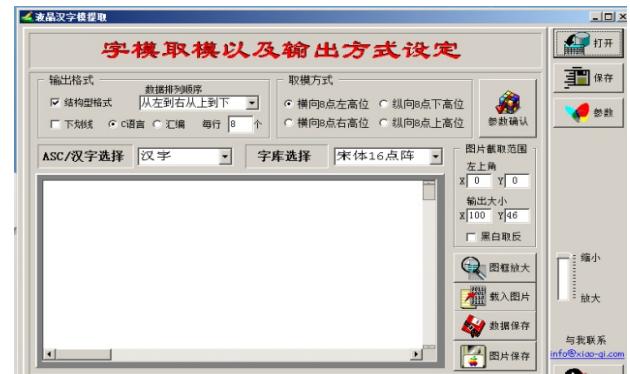 液晶汉字模提取
字模取模以及输出方式设定
打开
保存
参数
输出格式
数据排列顺序
结构型格式
从左到右从上到下
下划线
C语言
汇编
每行 8 个
取模方式
横向8点左高位
纵向8点下高位
横向8点右高位
纵向8点上高位
参数确认
ASC/汉字选择
汉字
字库选择
宋体16点阵
图片截取范围
左上角
X 0 Y 0
输出大小
X 100 Y 46
黑白取反
图框放大
载入图片
数据保存
图片保存
缩小
放大
与我联系
info@xiao-qi.com